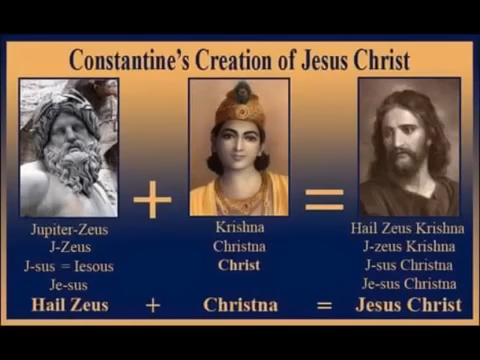 Constantine's Creation of Jesus Christ
+ =
Jupiter-Zeus
J-Zeus
J-sus = Iesous
Je-sus
Krishna
Christna
Christ
Hail Zeus Krishna
J-zeus Krishna
J-sus Christna
Je-sus Christna
Hail Zeus + Christna = Jesus Christ